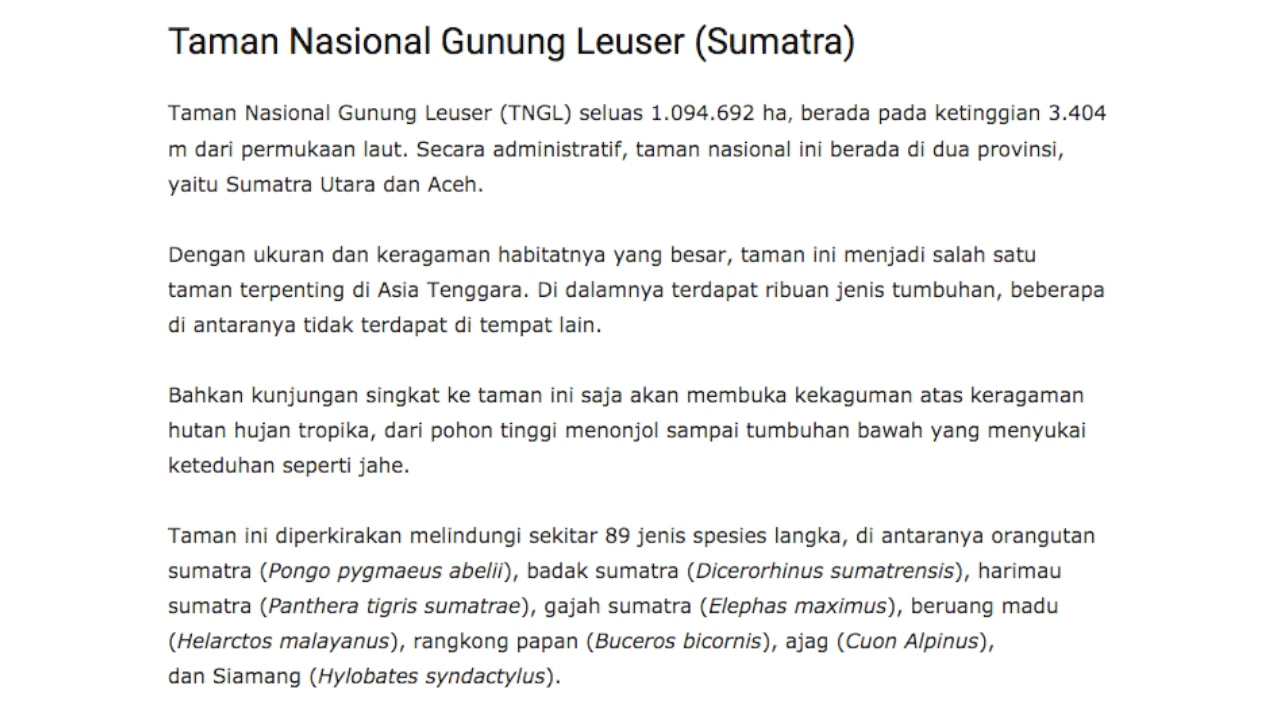 Taman Nasional Gunung Leuser (Sumatra)
Taman Nasional Gunung Leuser (TNGL) seluas 1.094.692 ha, berada pada ketinggian 3.404
m dari permukaan laut. Secara administratif, taman nasional ini berada di dua provinsi,
yaitu Sumatra Utara dan Aceh.
Dengan ukuran dan keragaman habitatnya yang besar, taman ini menjadi salah satu
taman terpenting di Asia Tenggara. Di dalamnya terdapat ribuan jenis tumbuhan, beberapa
di antaranya tidak terdapat di tempat lain.
Bahkan kunjungan singkat ke taman ini saja akan membuka kekaguman atas keragaman
hutan hujan tropika, dari pohon tinggi menonjol sampai tumbuhan bawah yang menyukai
keteduhan seperti jahe.
Taman ini diperkirakan melindungi sekitar 89 jenis spesies langka, di antaranya orangutan
sumatra (Pongo pygmaeus abelii), badak sumatra (Dicerorhinus sumatrensis), harimau
sumatra (Panthera tigris sumatrae), gajah sumatra (Elephas maximus), beruang madu
(Helarctos malayanus), rangkong papan (Buceros bicornis), ajag (Cuon Alpinus),
dan Siamang (Hylobates syndactylus).